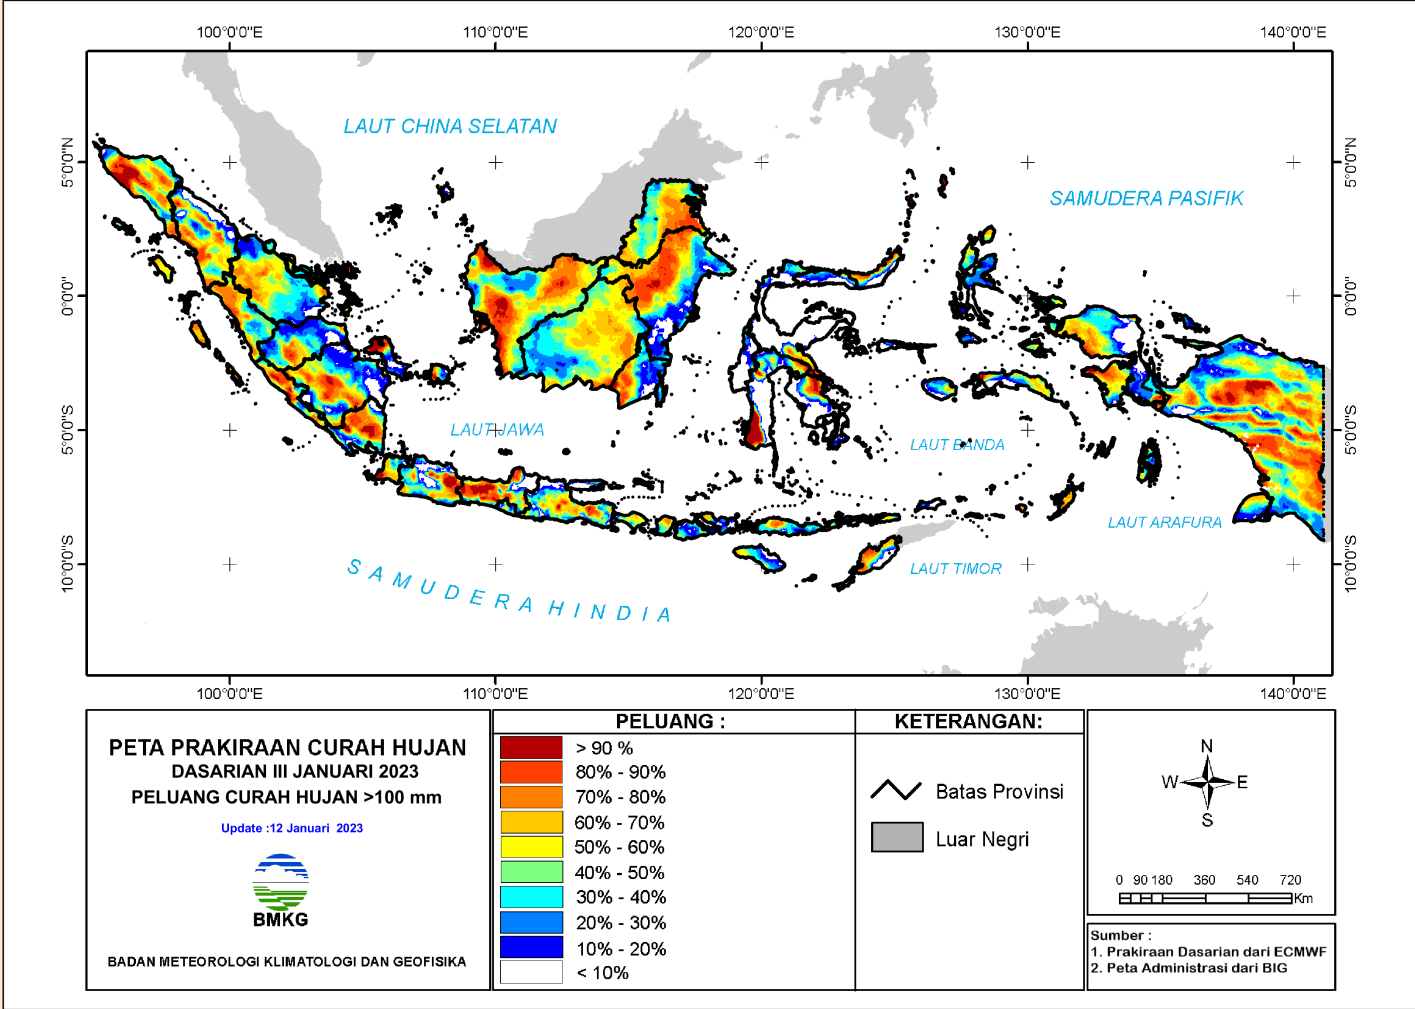 100°0'0"E 110°0'0"E 120°0'0"E 130°0'0"E 140°0'0"E
5°0'0"N
0°0'0"
5°0'0"S
10°0'0"S
LAUT CHINA SELATAN
SAMUDERA PASIFIK
LAUT JAWA
LAUT BANDA
LAUT ARAFURA
LAUT TIMOR
SAMUDERA HINDIA
5°0'0"N
0°0'0"
5°0'0"S
10°0'0"S
100°0'0"E 110°0'0"E 120°0'0"E 130°0'0"E 140°0'0"E
PETA PRAKIRAAN CURAH HUJAN
DASARIAN III JANUARI 2023
PELUANG CURAH HUJAN >100 mm
Update :12 Januari 2023
BMKG
BADAN METEOROLOGI KLIMATOLOGI DAN GEOFISIKA
PELUANG :
> 90 %
80% - 90%
70% - 80%
60% - 70%
50% - 60%
40% - 50%
30% - 40%
20% - 30%
10% - 20%
< 10%
KETERANGAN:
Batas Provinsi
Luar Negri
N
W E
S
0 90 180 360 540 720
Km
Sumber :
1. Prakiraan Dasarian dari ECMWF
2. Peta Administrasi dari BIG